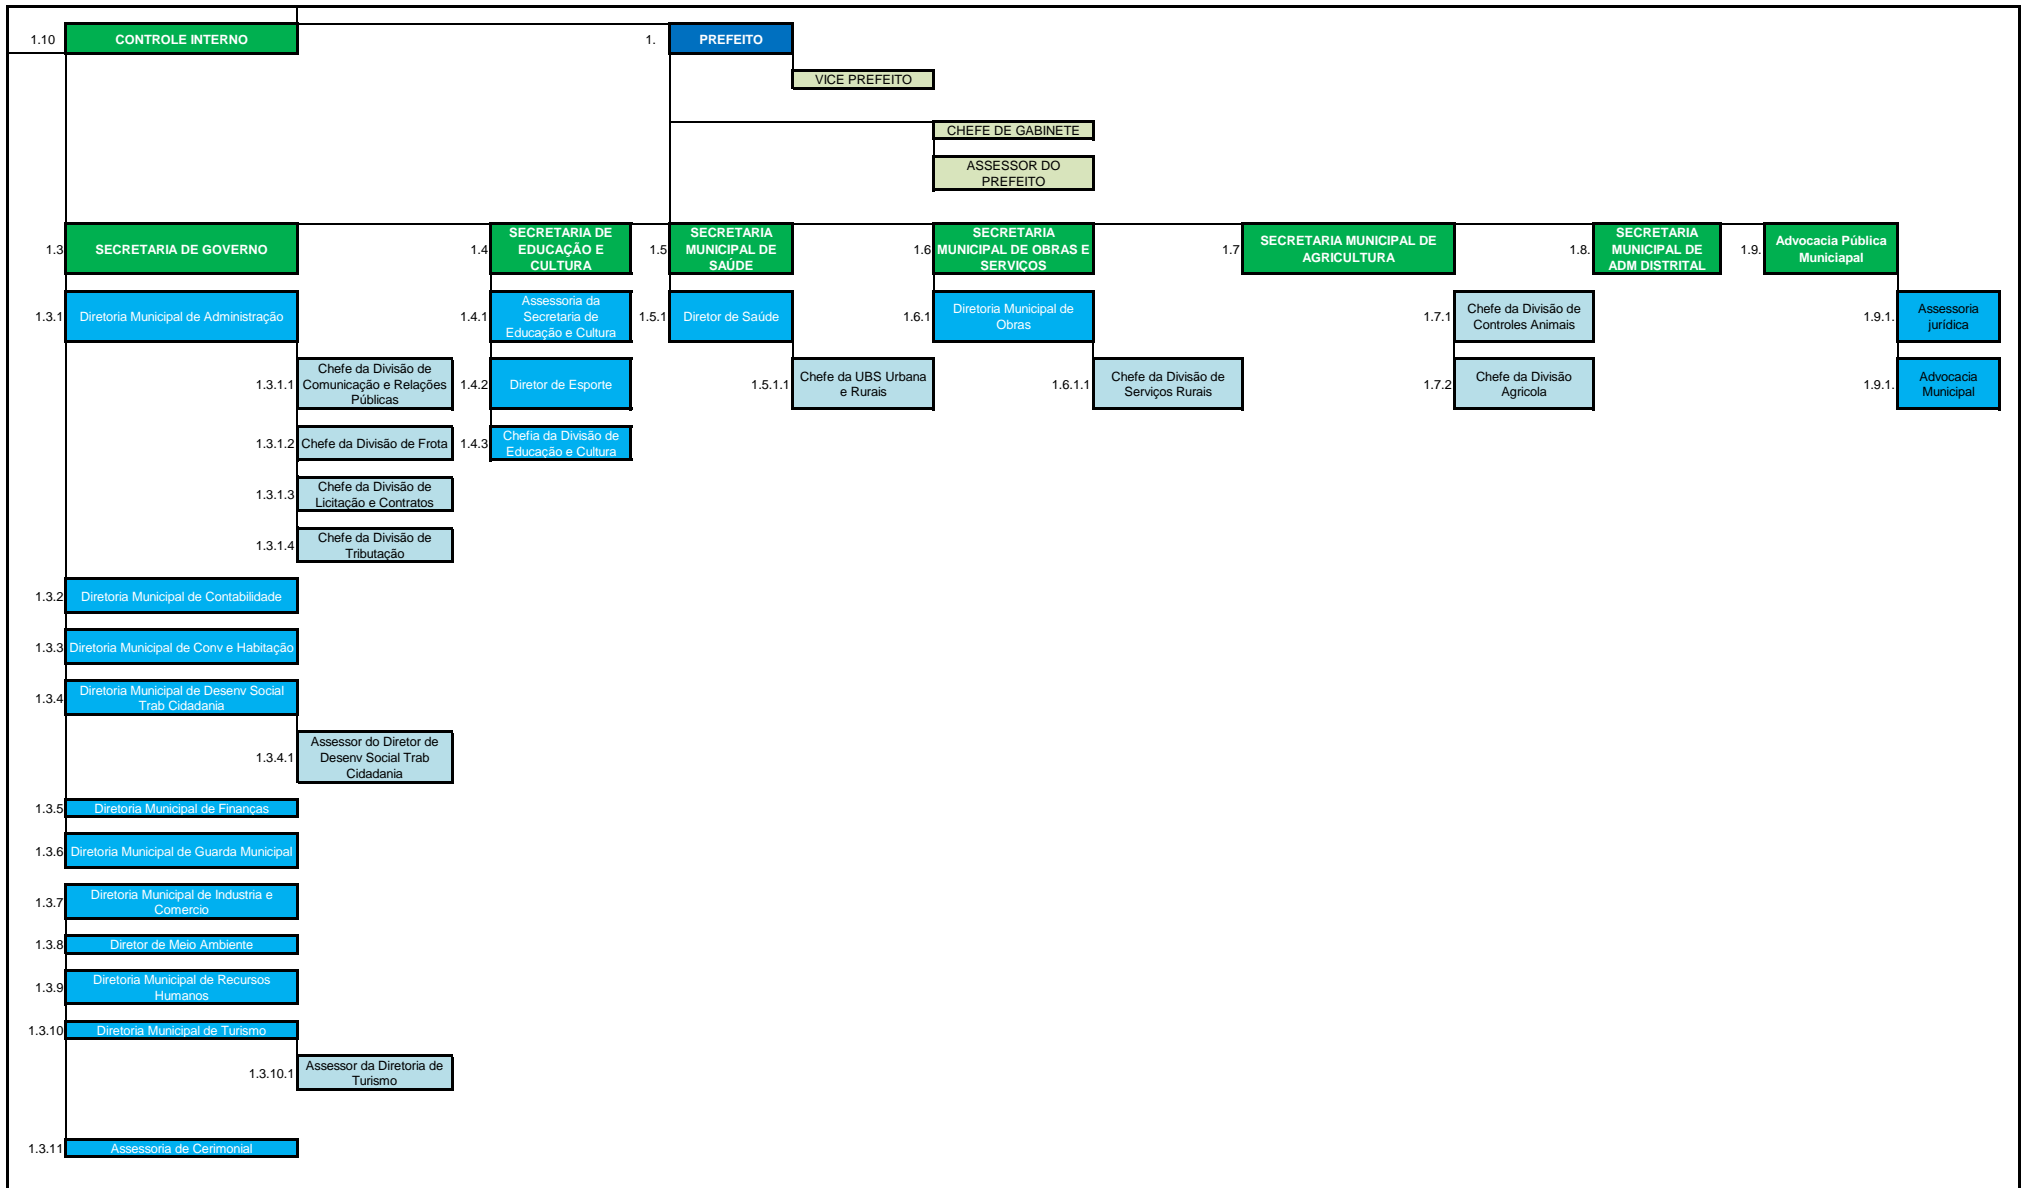 1.10 CONTROLE INTERNO
1. PREFEITO
VICE PREFEITO
CHEFE DE GABINETE
ASSESSOR DO
PREFEITO
1.3 SECRETARIA DE GOVERNO
1.4 SECRETARIA DE
EDUCAÇÃO E
CULTURA
1.5 SECRETARIA
MUNICIPAL DE
SAÚDE
1.6 SECRETARIA
MUNICIPAL DE OBRAS E
SERVIÇOS
1.7 SECRETARIA MUNICIPAL DE
AGRICULTURA
1.8. SECRETARIA
MUNICIPAL DE
ADM DISTRITAL
1.9. Advocacia Pública
Municiapal
1.3.1 Diretoria Municipal de Administração
1.4.1 Assessoria da
Secretaria de
Educação e Cultura
1.5.1 Diretor de Saúde
1.6.1 Diretoria Municipal de
Obras
1.7.1 Chefe da Divisão de
Controles Animais
1.9.1. Assessoria
jurídica
1.3.1.1 Chefe da Divisão de
Comunicação e Relações
Públicas
1.4.2 Diretor de Esporte
1.5.1.1 Chefe da UBS Urbana
e Rurais
1.6.1.1 Chefe da Divisão de
Serviços Rurais
1.7.2 Chefe da Divisão
Agricola
1.9.1. Advocacia
Municipal
1.3.1.2 Chefe da Divisão de Frota
1.4.3 Chefia da Divisão de
Educação e Cultura
1.3.1.3 Chefe da Divisão de
Licitação e Contratos
1.3.1.4 Chefe da Divisão de
Tributação
1.3.2 Diretoria Municipal de Contabilidade
1.3.3 Diretoria Municipal de Conv e Habitação
1.3.4 Diretoria Municipal de Desenv Social
Trab Cidadania
1.3.4.1 Assessor do Diretor de
Desenv Social Trab
Cidadania
1.3.5 Diretoria Municipal de Finanças
1.3.6 Diretoria Municipal de Guarda Municipal
1.3.7 Diretoria Municipal de Industria e
Comercio
1.3.8 Diretor de Meio Ambiente
1.3.9 Diretoria Municipal de Recursos
Humanos
1.3.10 Diretoria Municipal de Turismo
1.3.10.1 Assessor da Diretoria de
Turismo
1.3.11 Assessoria de Cerimonial